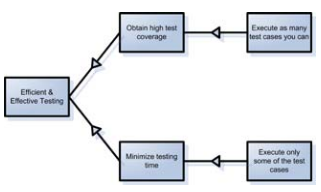 Obtain high test
coverage
Execute as many
test cases you can
Efficient &
Effective Testing
Minimize testing
time
Execute only
some of the test
cases